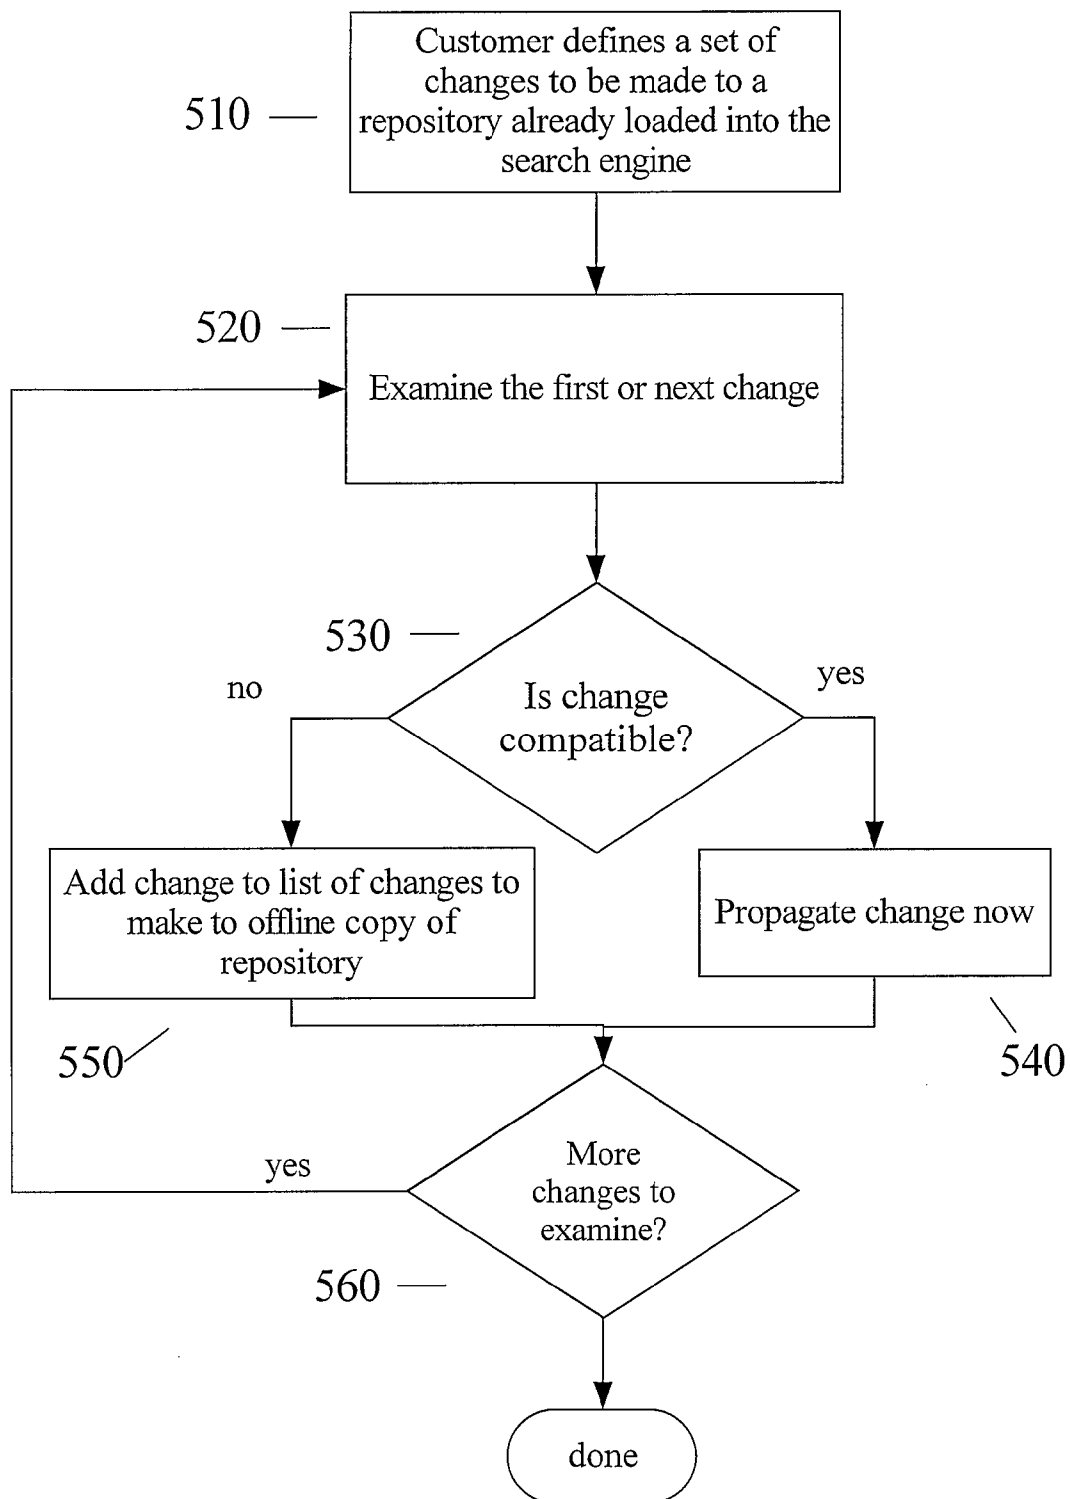 Customer defines a set of
changes to be made to a
repository already loaded into the
search engine
510
520
Examine the first or next change
530
no
yes
Is change
compatible?
Add change to list of changes to
make to offline copy of
repository
Propagate change now
550
540
yes
More
changes to
examine?
560
done